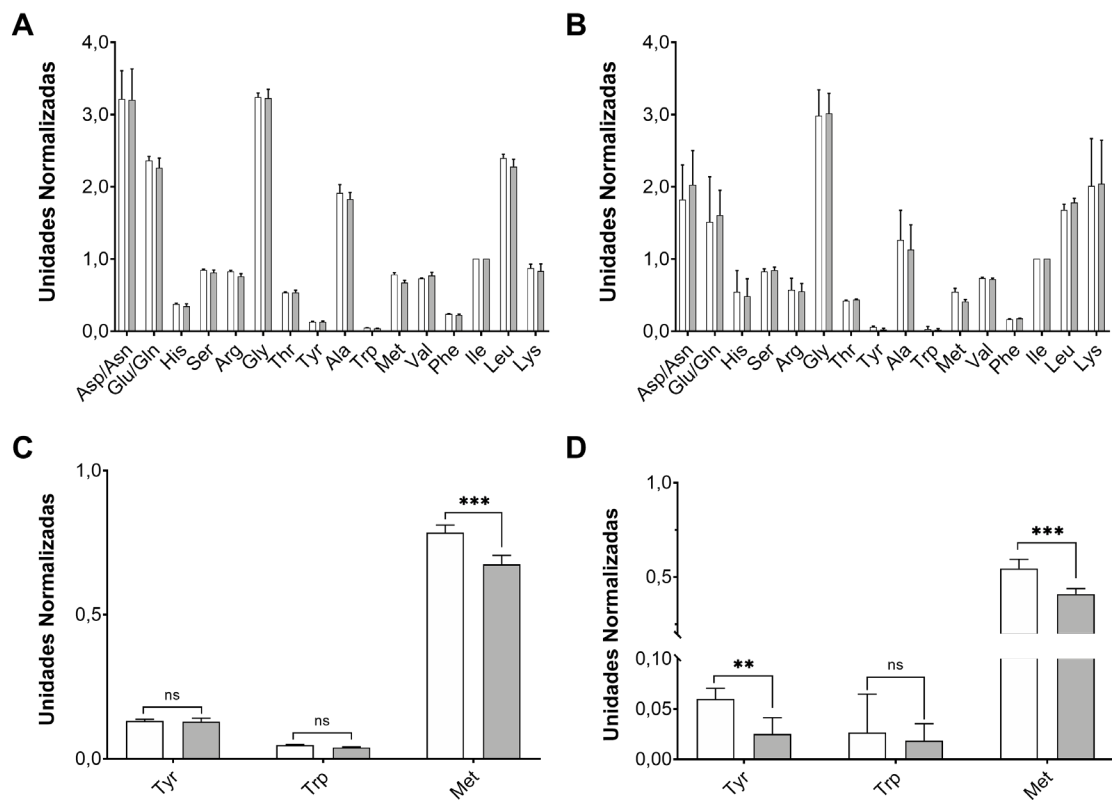 A
Unidades Normalizadas
4,0
3,0
2,0
1,0
0,0
Asp/Asn
Glu/Gln
His
Ser
Arg
Gly
Thr
Tyr
Ala
Trp
Met
Val
Phe
Ile
Leu
Lys
B
Unidades Normalizadas
4,0
3,0
2,0
1,0
0,0
Asp/Asn
Glu/Gln
His
Ser
Arg
Gly
Thr
Tyr
Ala
Trp
Met
Val
Phe
Ile
Leu
Lys
C
Unidades Normalizadas
1,0
0,5
0,0
ns
ns
***
Tyr
Trp
Met
D
Unidades Normalizadas
1,0
0,5
0,10
0,05
0,00
**
ns
***
Tyr
Trp
Met